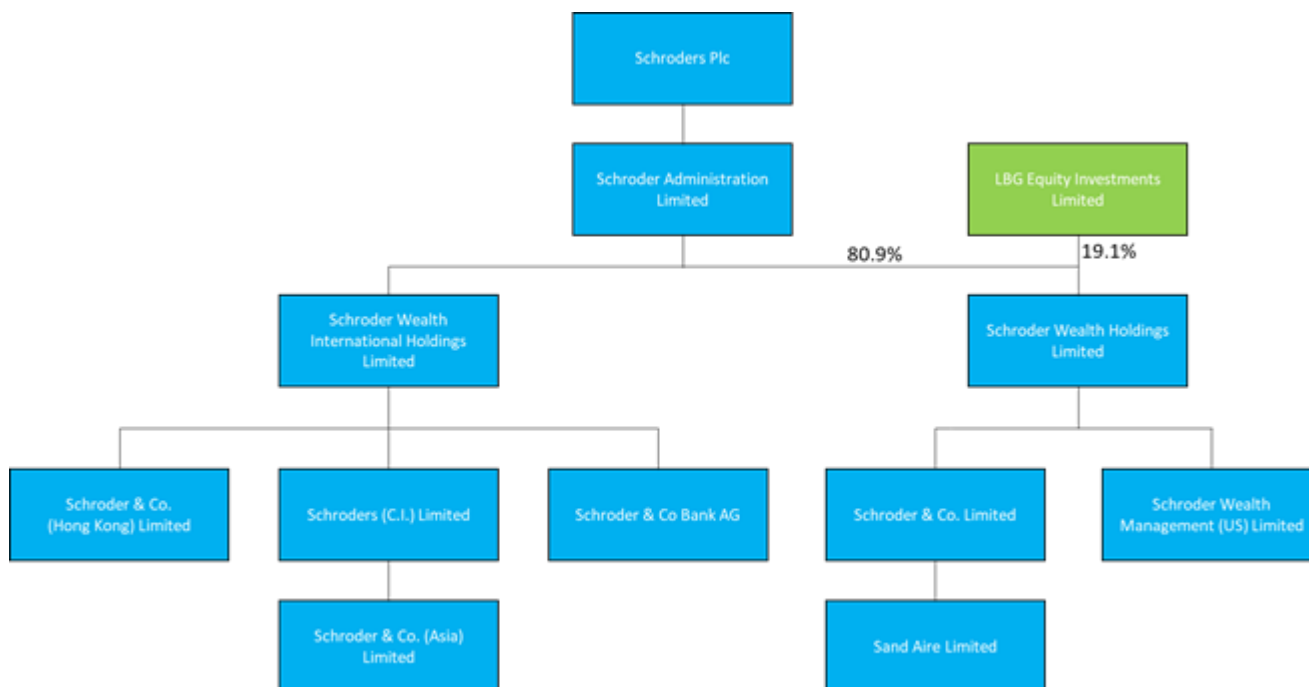 Schroders Plc
Schroder Administration
Limited
LBG Equity Investments
Limited
80.9%
19.1%
Schroder Wealth
International Holdings
Limited
Schroder Wealth Holdings
Limited
Schroder & Co.
(Hong Kong) Limited
Schroders (C.I.) Limited
Schroder & Co Bank AG
Schroder & Co. Limited
Schroder Wealth
Management (US) Limited
Schroder & Co. (Asia)
Limited
Sand Aire Limited